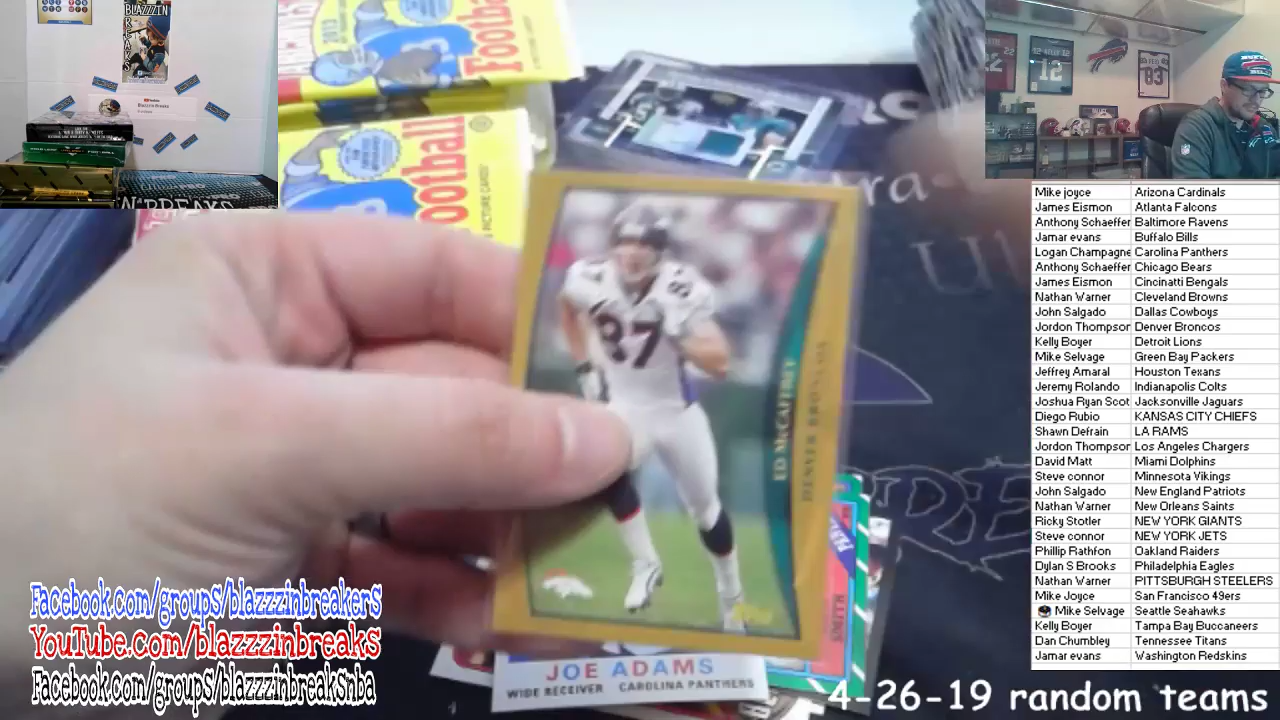 BLAZZZIN
BREAKS
2013
Football
Football
PICTURE CARDS
12
83
87
ED McCAFFREY
DENVER BRONCOS
JOE ADAMS
WIDE RECEIVER CAROLINA PANTHERS
Mike joyce Arizona Cardinals
James Eismon Atlanta Falcons
Anthony Schaeffer Baltimore Ravens
Jamar evans Buffalo Bills
Logan Champagne Carolina Panthers
Anthony Schaeffer Chicago Bears
James Eismon Cincinatti Bengals
Nathan Warner Cleveland Browns
John Salgado Dallas Cowboys
Jordon Thompson Denver Broncos
Kelly Boyer Detroit Lions
Mike Selvage Green Bay Packers
Jeffrey Amaral Houston Texans
Jeremy Rolando Indianapolis Colts
Joshua Ryan Scot Jacksonville Jaguars
Diego Rubio KANSAS CITY CHIEFS
Shawn Defrain LA RAMS
Jordon Thompson Los Angeles Chargers
David Matt Miami Dolphins
Steve connor Minnesota Vikings
John Salgado New England Patriots
Nathan Warner New Orleans Saints
Ricky Stotler NEW YORK GIANTS
Steve connor NEW YORK JETS
Phillip Rathfon Oakland Raiders
Dylan S Brooks Philadelphia Eagles
Nathan Warner PITTSBURGH STEELERS
Mike Joyce San Francisco 49ers
Mike Selvage Seattle Seahawks
Kelly Boyer Tampa Bay Buccaneers
Dan Chumbley Tennessee Titans
Jamar evans Washington Redskins
Facebook.com/groups/blazzzinbreakers
YouTube.com/blazzzinbreaks
Facebook.com/groups/blazzzinbreaksnba
4-26-19 random teams